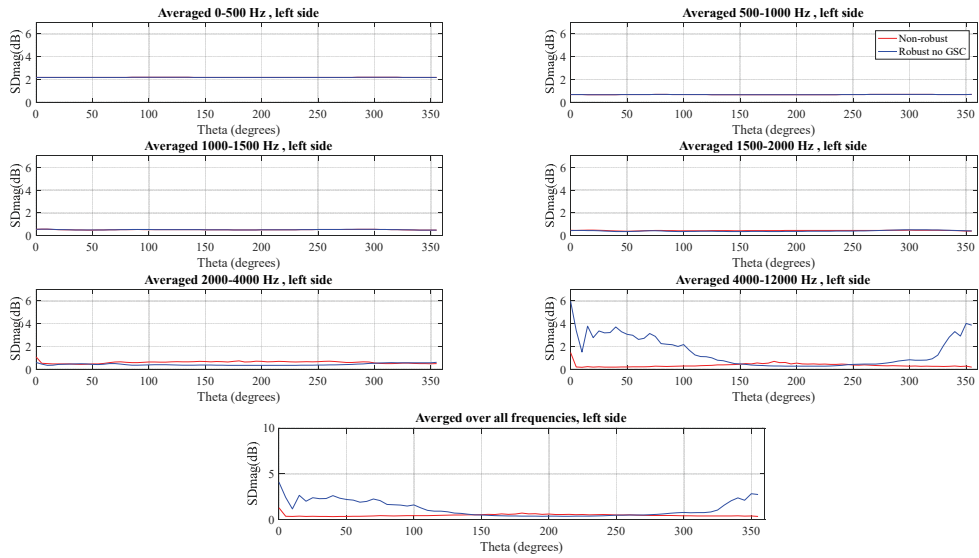 Averaged 0-500 Hz , left side
SDmag(dB)
6
4
2
0
0 50 100 150 200 250 300 350
Theta (degrees)
Averaged 500-1000 Hz , left side
SDmag(dB)
6
4
2
0
Non-robust
Robust no GSC
0 50 100 150 200 250 300 350
Theta (degrees)
Averaged 1000-1500 Hz , left side
SDmag(dB)
6
4
2
0
0 50 100 150 200 250 300 350
Theta (degrees)
Averaged 1500-2000 Hz , left side
SDmag(dB)
6
4
2
0
0 50 100 150 200 250 300 350
Theta (degrees)
Averaged 2000-4000 Hz , left side
SDmag(dB)
6
4
2
0
0 50 100 150 200 250 300 350
Theta (degrees)
Averaged 4000-12000 Hz , left side
SDmag(dB)
6
4
2
0
0 50 100 150 200 250 300 350
Theta (degrees)
Averged over all frequencies, left side
SDmag(dB)
10
5
0
0 50 100 150 200 250 300 350
Theta (degrees)